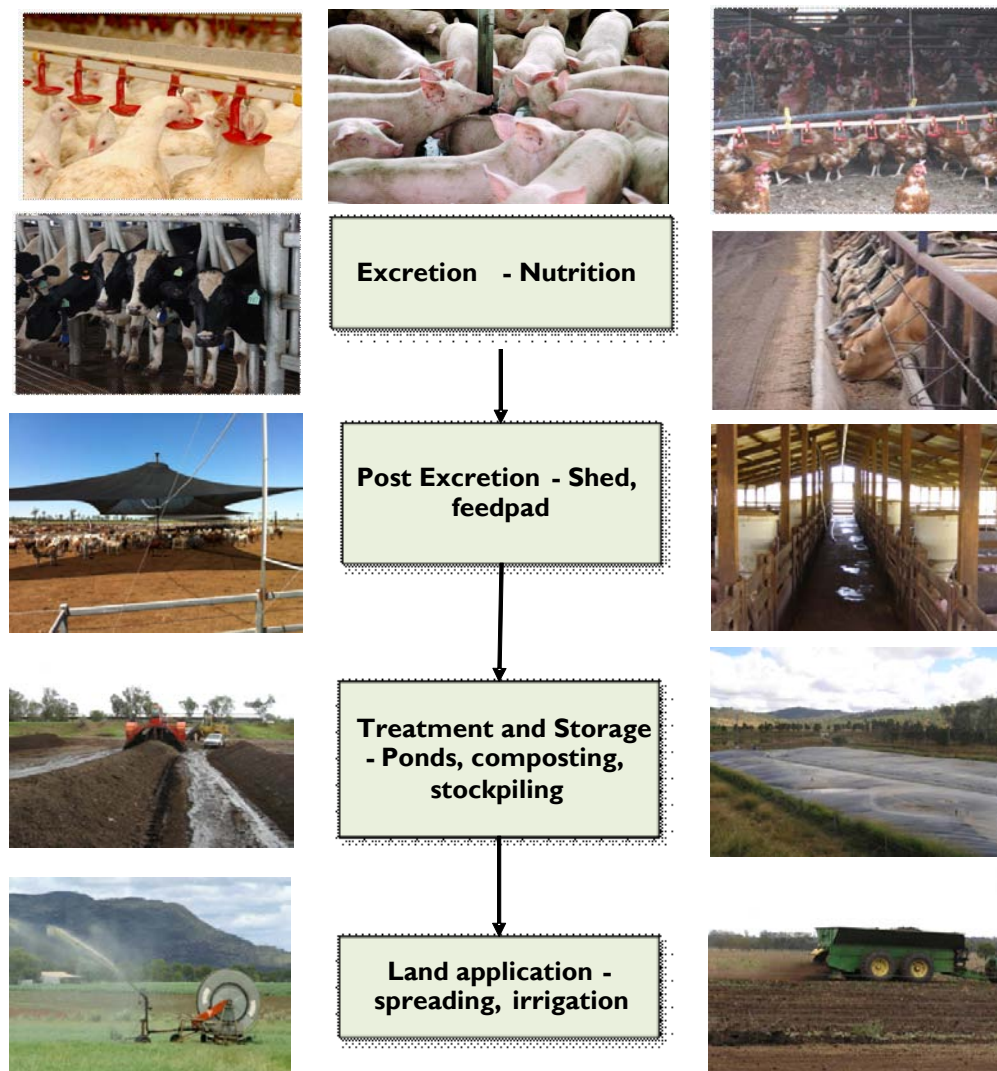 Excretion - Nutrition
Post Excretion - Shed,
feedpad
Treatment and Storage
- Ponds, composting,
stockpiling
Land application -
spreading, irrigation